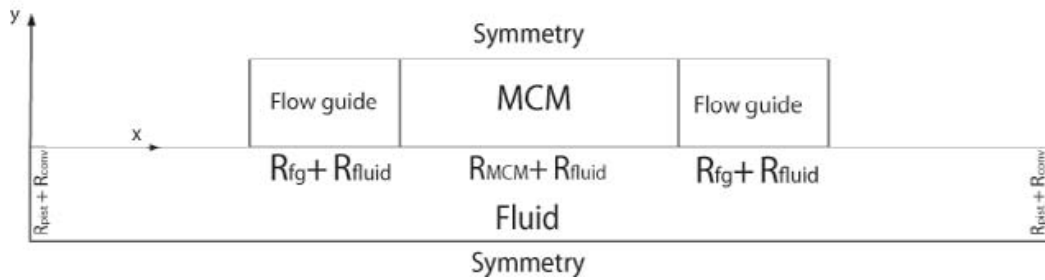 y
Symmetry
Flow guide
MCM
Flow guide
x
Rfg+ Rfluid
RMCM+ Rfluid
Rfg+ Rfluid
Rpist + Rconv
Rpist + Rconv
Fluid
Symmetry